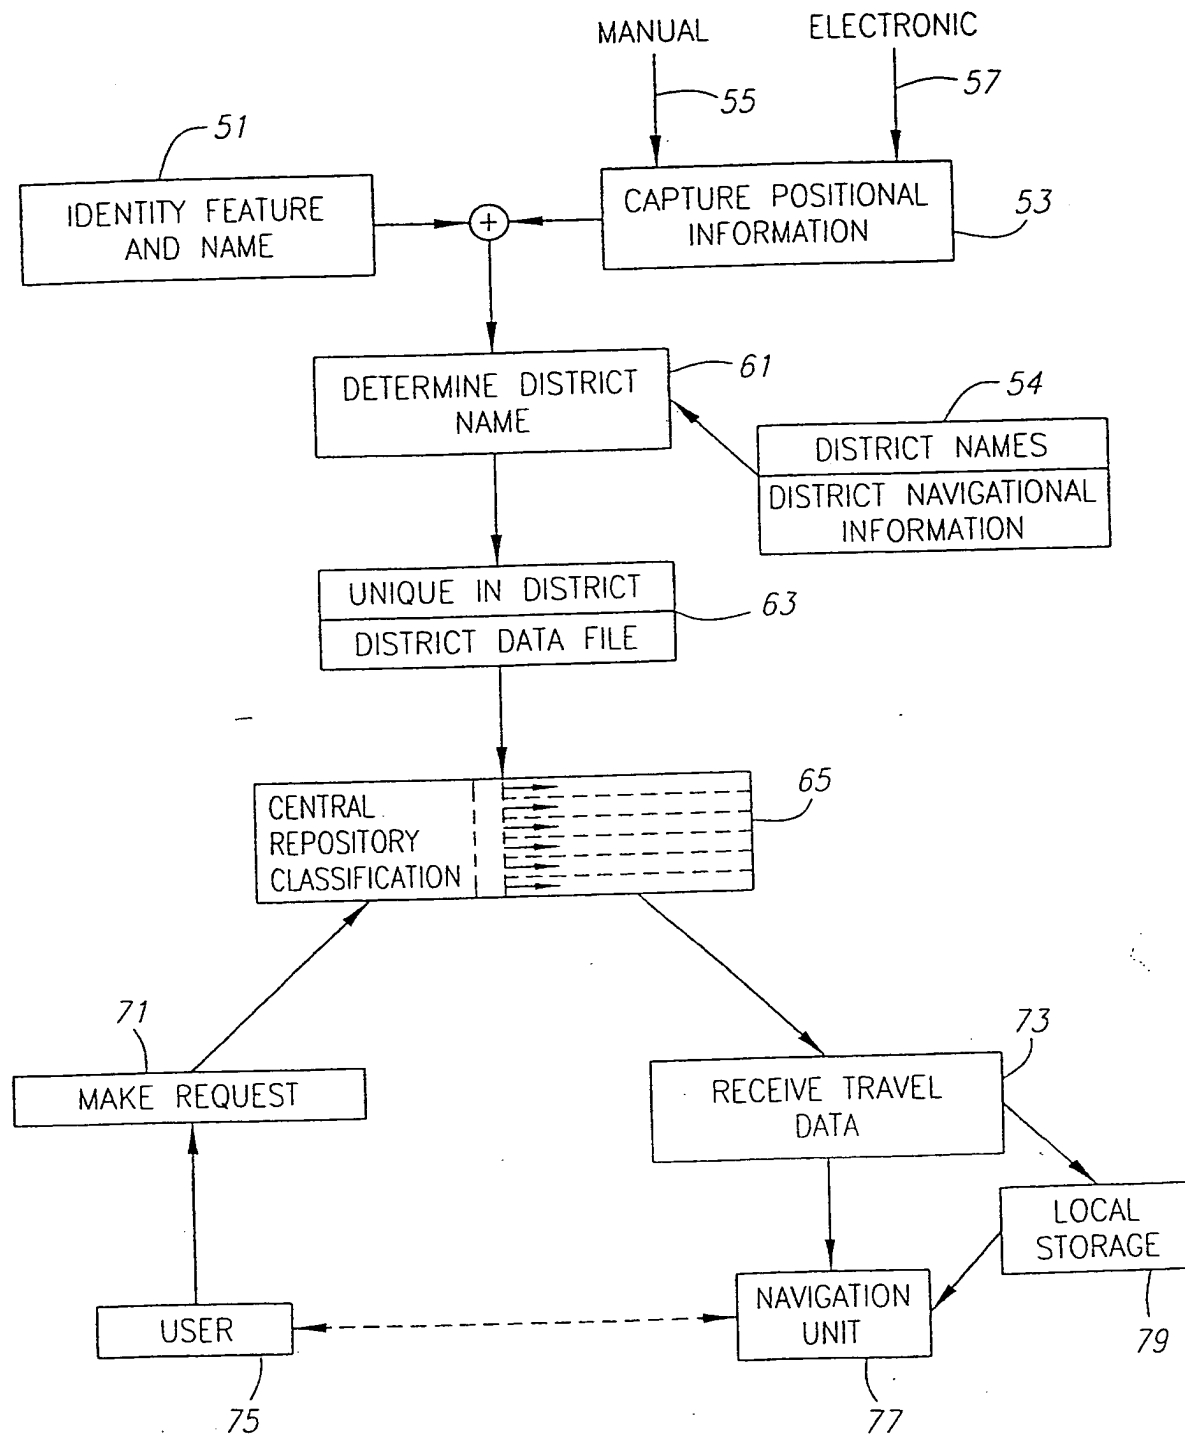 MANUAL
ELECTRONIC
55
57
51
IDENTITY FEATURE
AND NAME
+
CAPTURE POSITIONAL
INFORMATION
53
DETERMINE DISTRICT
NAME
61
54
DISTRICT NAMES
DISTRICT NAVIGATIONAL
INFORMATION
UNIQUE IN DISTRICT
DISTRICT DATA FILE
63
CENTRAL
REPOSITORY
CLASSIFICATION
65
71
MAKE REQUEST
73
RECEIVE TRAVEL
DATA
LOCAL
STORAGE
79
USER
75
NAVIGATION
UNIT
77